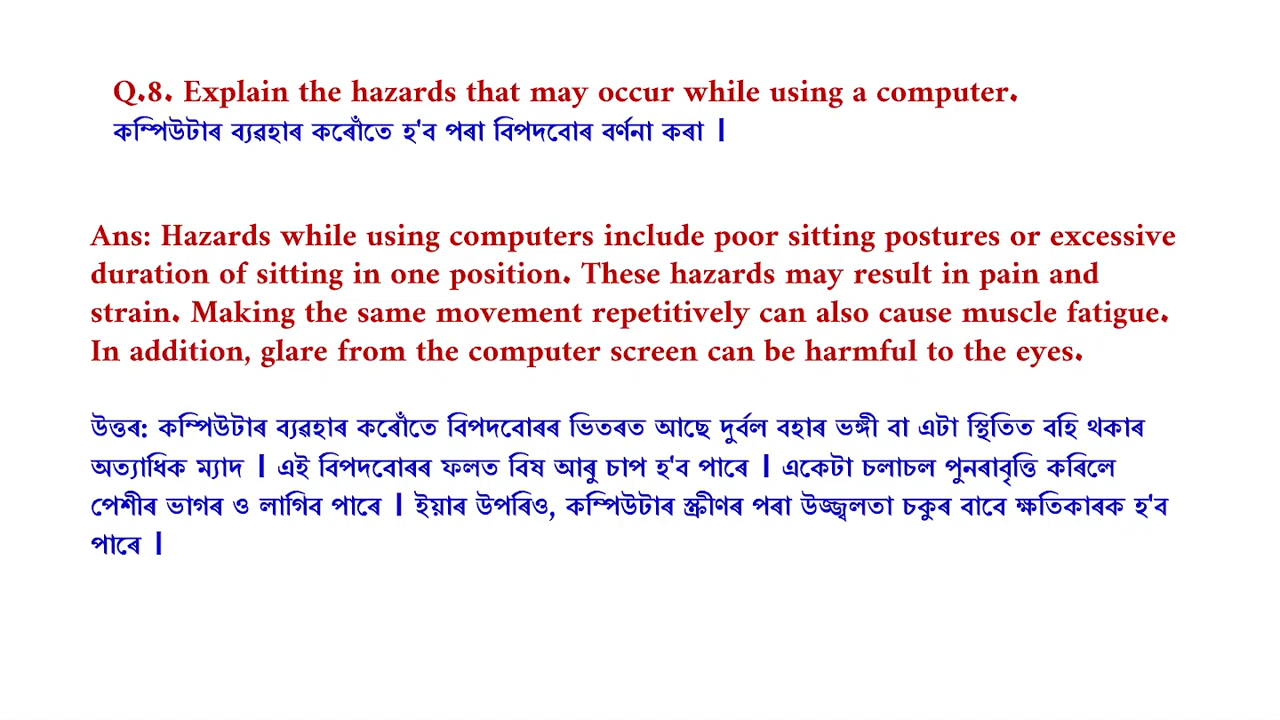 Q.8. Explain the hazards that may occur while using a computer.
কম্পিউটাৰ ব্যৱহাৰ কৰোঁতে হ'ব পৰা বিপদবোৰ বৰ্ণনা কৰা |
Ans: Hazards while using computers include poor sitting postures or excessive
duration of sitting in one position. These hazards may result in pain and
strain. Making the same movement repetitively can also cause muscle fatigue.
In addition, glare from the computer screen can be harmful to the eyes.
উত্তৰ: কম্পিউটাৰ ব্যৱহাৰ কৰোঁতে বিপদবোৰৰ ভিতৰত আছে দুৰ্বল বহাৰ ভঙ্গী বা এটা স্থিতিত বহি থকাৰ
অত্যাধিক ম্যাদ | এই বিপদবোৰৰ ফলত বিষ আৰু চাপ হ'ব পাৰে | একেটা চলাচল পুনৰাবৃত্তি কৰিলে
পেশীৰ ভাগৰ ও লাগিব পাৰে | ইয়াৰ উপৰিও, কম্পিউটাৰ স্ক্ৰীণৰ পৰা উজ্জ্বলতা চকুৰ বাবে ক্ষতিকাৰক হ'ব
পাৰে |